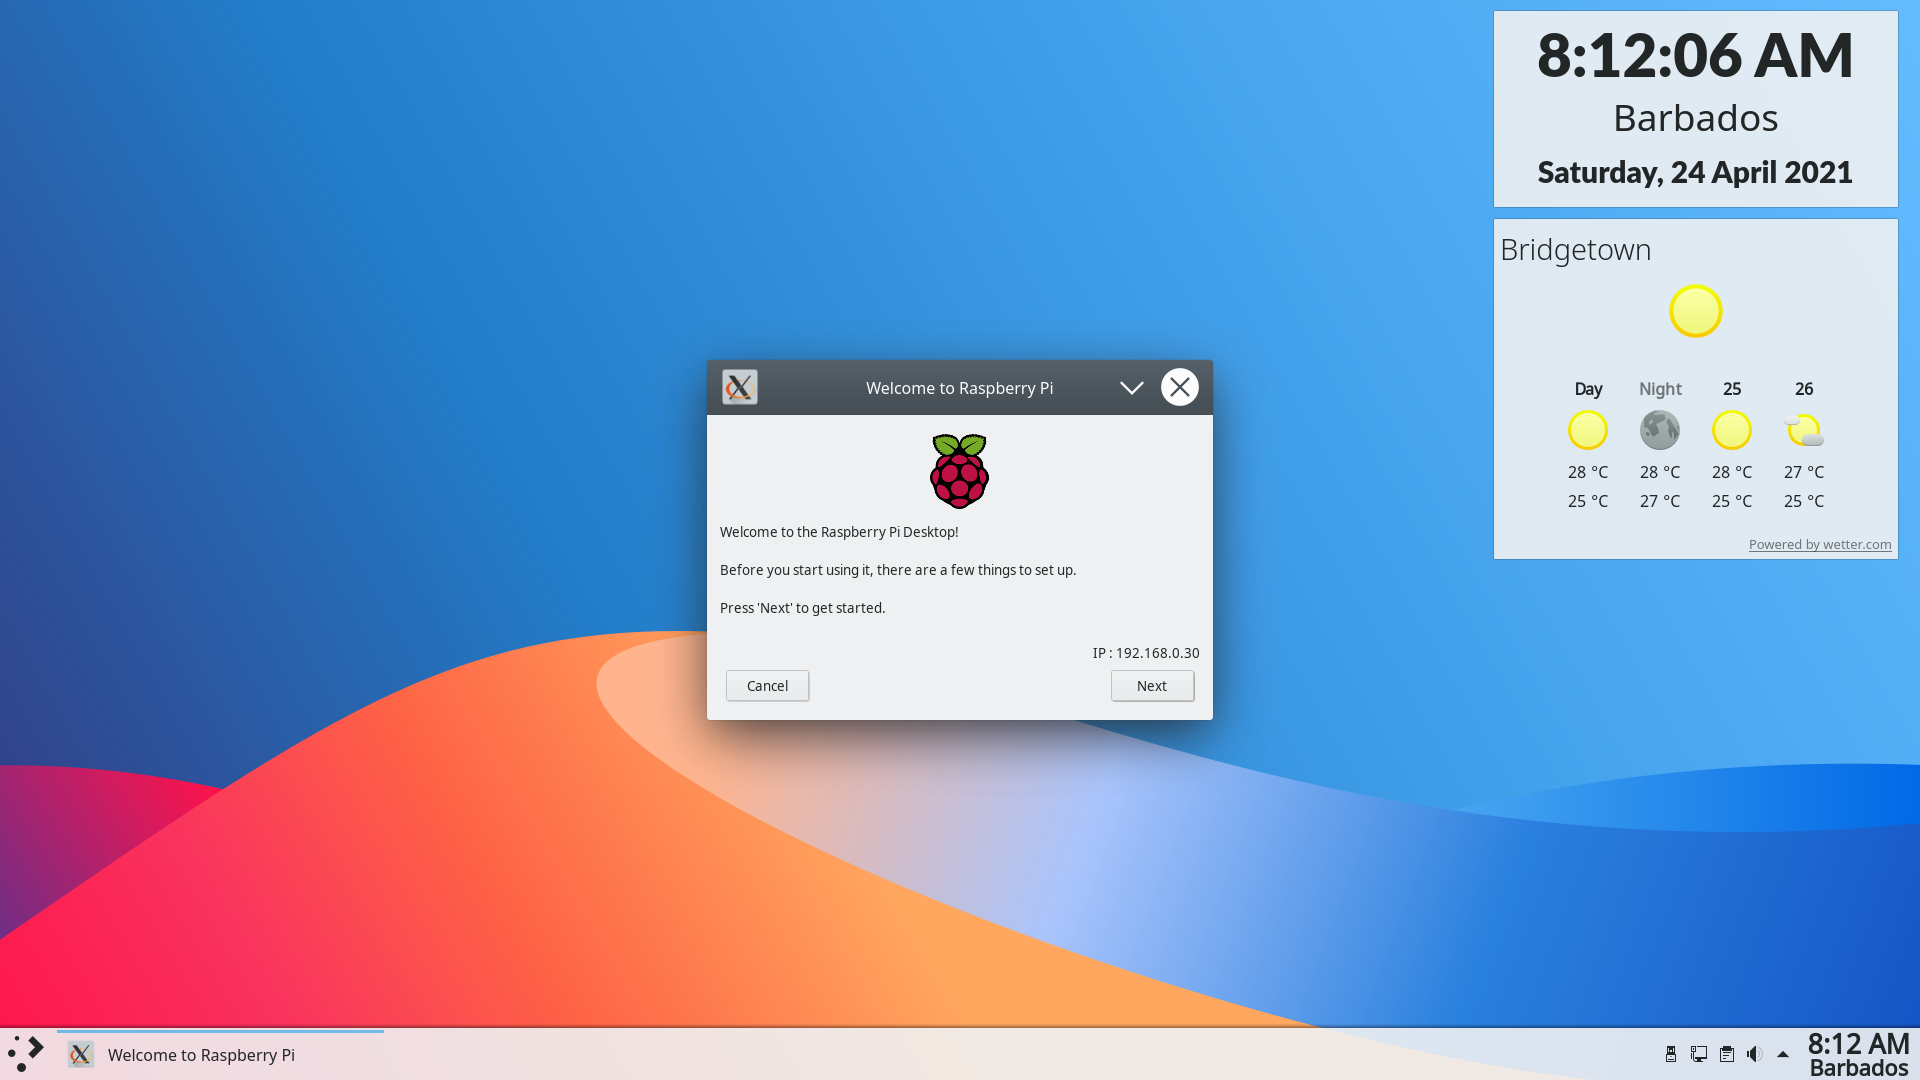 8:12:06 AM
Barbados
Saturday, 24 April 2021
Bridgetown
Day Night 25 26
28 °C 28 °C 28 °C 27 °C
25 °C 27 °C 25 °C 25 °C
Powered by wetter.com
Welcome to Raspberry Pi
Welcome to the Raspberry Pi Desktop!
Before you start using it, there are a few things to set up.
Press 'Next' to get started.
IP : 192.168.0.30
Cancel Next
Welcome to Raspberry Pi
8:12 AM
Barbados